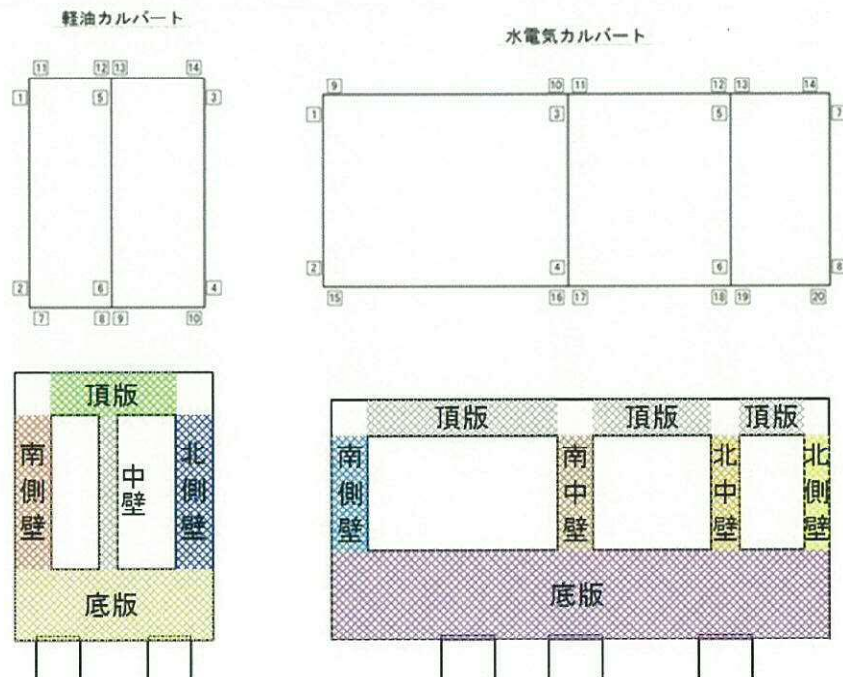 軽油カルバート
11 12 13 14
1 5 3
2 6 4
7 8 9 10
水電気カルバート
9 10 11 12 13 14
1 3 5 7
2 4 6 8
15 16 17 18 19 20
頂版
南側壁
中壁
北側壁
底版
頂版 頂版 頂版
南側壁
南中壁
北中壁
北側壁
底版